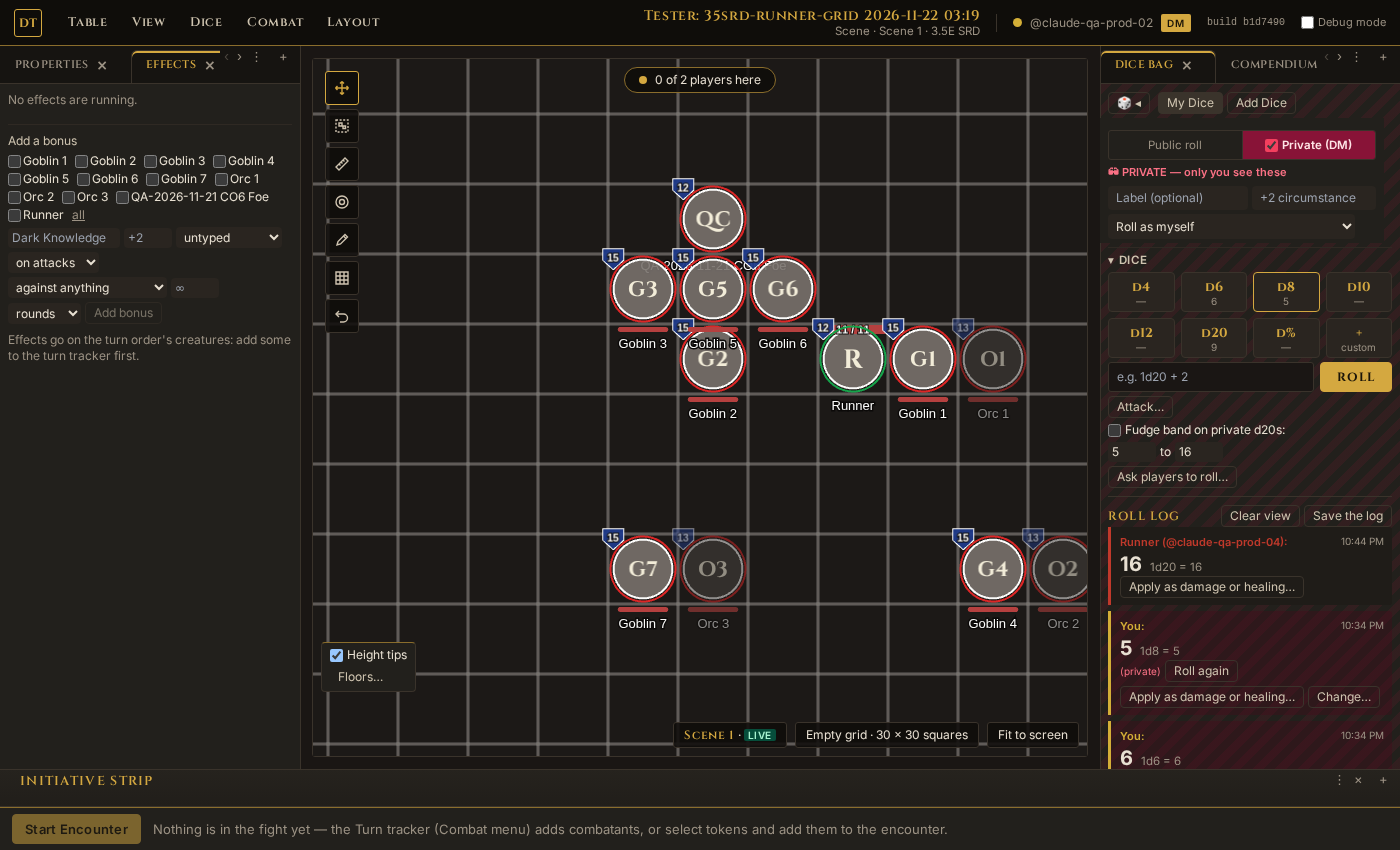 DT TABLE VIEW DICE COMBAT LAYOUT
TESTER: 35SRD-RUNNER-GRID 2026-11-22 03:19
Scene · Scene 1 · 3.5E SRD
@claude-qa-prod-02 DM build b1d7490 Debug mode
PROPERTIES × EFFECTS × ‹ › ⋮ +
No effects are running.
Add a bonus
Goblin 1 Goblin 2 Goblin 3 Goblin 4
Goblin 5 Goblin 6 Goblin 7 Orc 1
Orc 2 Orc 3 QA-2026-11-21 CO6 Foe
Runner all
Dark Knowledge +2 untyped
on attacks
against anything ∞
rounds Add bonus
Effects go on the turn order's creatures: add some
to the turn tracker first.
0 of 2 players here
12
QC
15 15 15
G3 G5 G6
Goblin 3 Goblin 5 Goblin 6
15 12 11 / 11 15 13
G2 R G1 O1
Goblin 2 Runner Goblin 1 Orc 1
15 13 15 13
G7 O3 G4 O2
Goblin 7 Orc 3 Goblin 4 Orc 2
Height tips
Floors...
SCENE 1 · LIVE Empty grid · 30 × 30 squares Fit to screen
DICE BAG × COMPENDIUM ‹ › ⋮ +
My Dice Add Dice
Public roll Private (DM)
PRIVATE — only you see these
Label (optional) +2 circumstance
Roll as myself
▾ DICE
D4 D6 D8 D10
— 6 5 —
D12 D20 D% +
— 9 — custom
e.g. 1d20 + 2 ROLL
Attack...
Fudge band on private d20s:
5 to 16
Ask players to roll...
ROLL LOG Clear view Save the log
Runner (@claude-qa-prod-04): 10:44 PM
16 1d20 = 16
Apply as damage or healing...
You: 10:34 PM
5 1d8 = 5
(private) Roll again
Apply as damage or healing... Change...
You: 10:34 PM
6 1d6 = 6
INITIATIVE STRIP ⋮ × +
Start Encounter Nothing is in the fight yet — the Turn tracker (Combat menu) adds combatants, or select tokens and add them to the encounter.